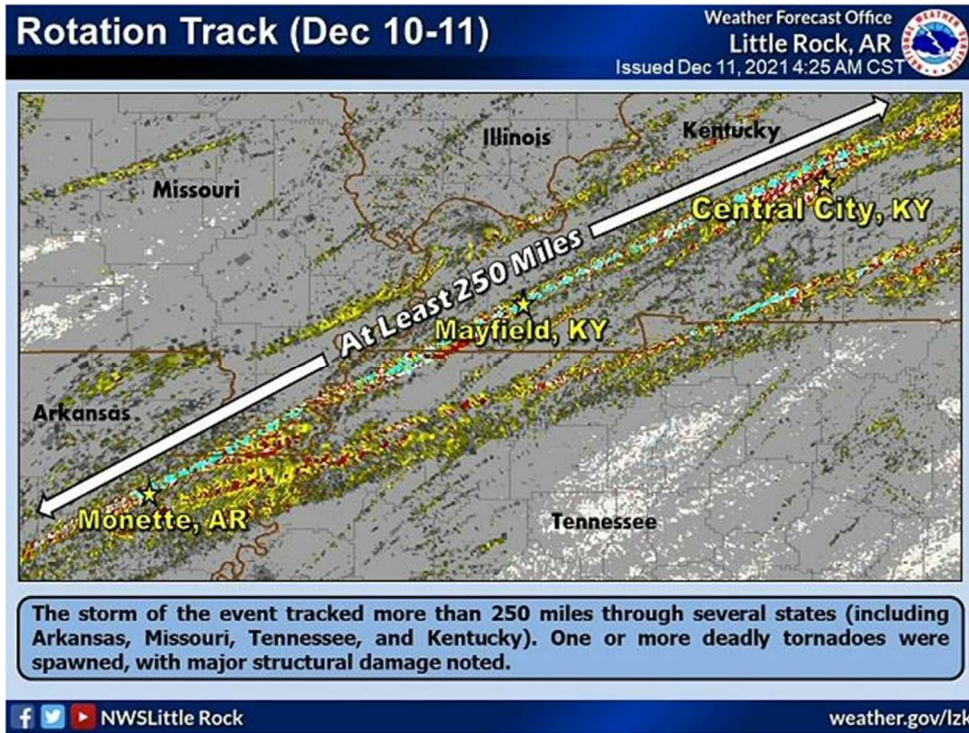 Rotation Track (Dec 10-11)
Weather Forecast Office
Little Rock, AR
Issued Dec 11, 2021 4:25 AM CST
NATIONAL WEATHER SERVICE
Illinois
Kentucky
Missouri
Central City, KY
At Least 250 Miles
Mayfield, KY
Arkansas
Monette, AR
Tennessee
The storm of the event tracked more than 250 miles through several states (including
Arkansas, Missouri, Tennessee, and Kentucky). One or more deadly tornadoes were
spawned, with major structural damage noted.
NWSLittle Rock
weather.gov/lzk